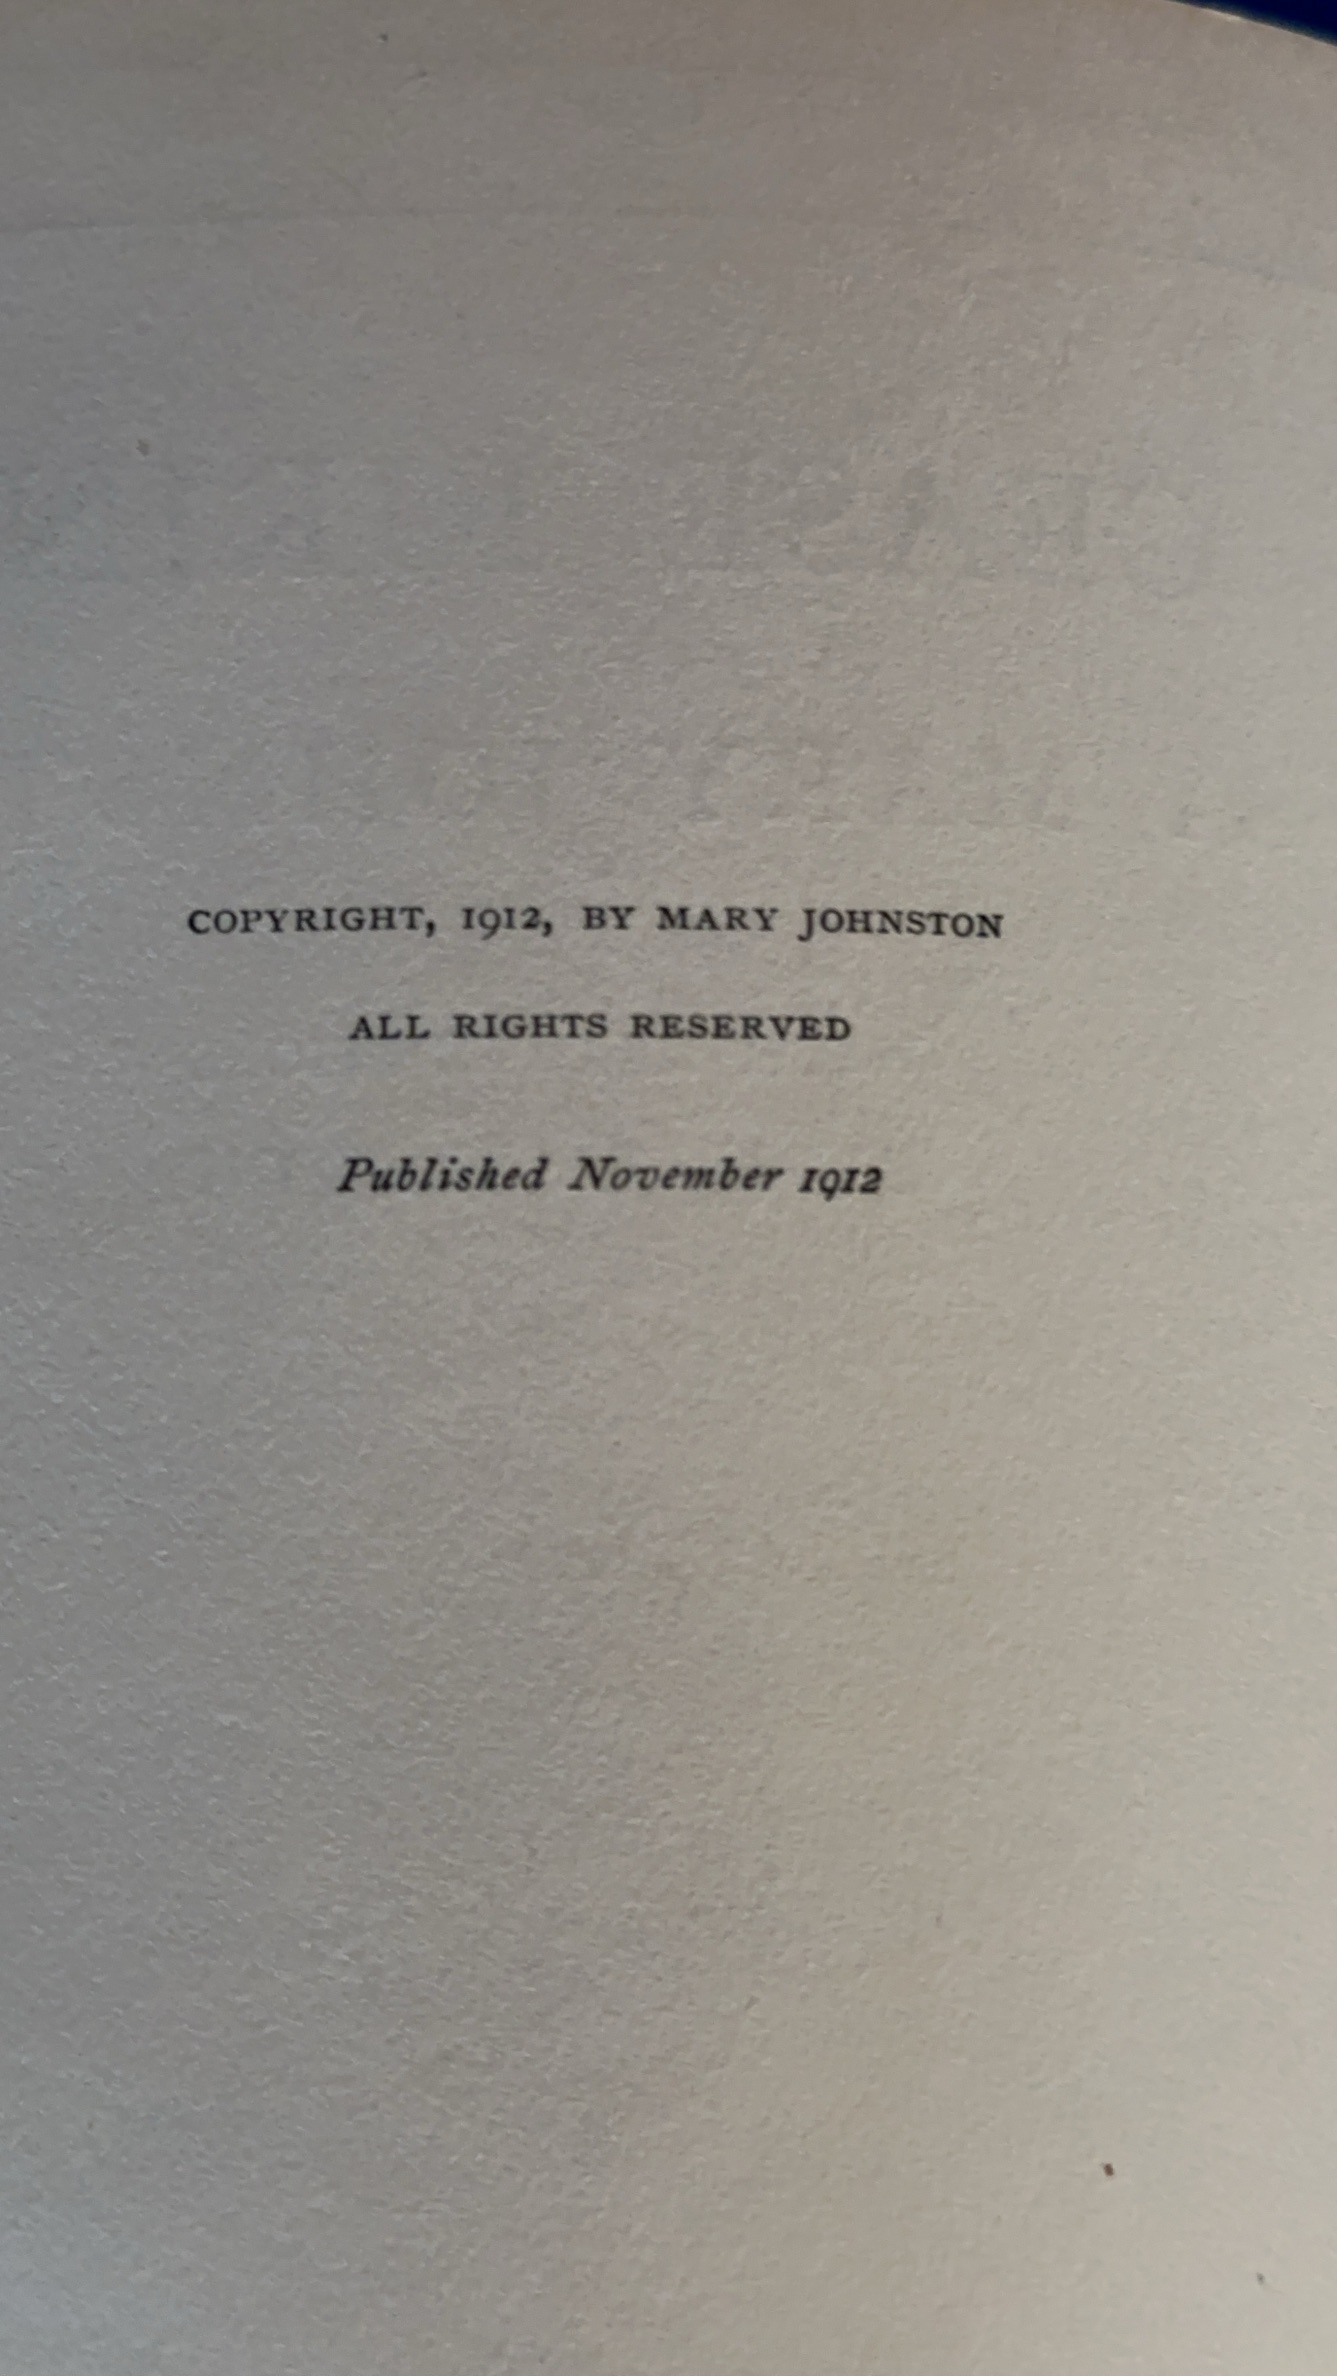 COPYRIGHT, 1912, BY MARY JOHNSTON
ALL RIGHTS RESERVED
Published November 1912